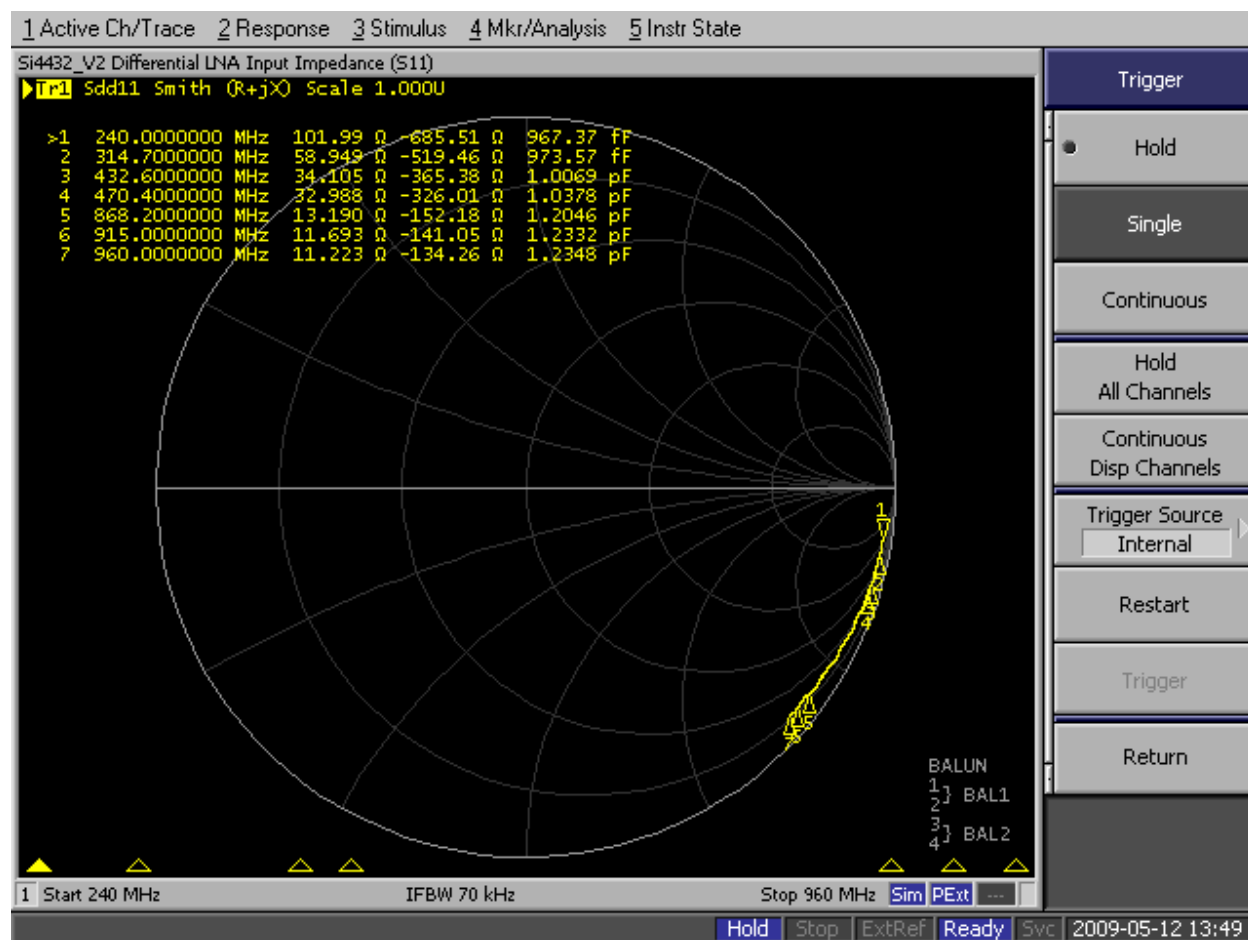 1 Active Ch/Trace 2 Response 3 Stimulus 4 Mkr/Analysis 5 Instr State
Si4432_V2 Differential LNA Input Impedance (S11)
Tr1 Sdd11 Smith (R+jX) Scale 1.000U
>1 240.0000000 MHz 101.99 Ω -685.51 Ω 967.37 fF
2 314.7000000 MHz 58.949 Ω -519.46 Ω 973.57 fF
3 432.6000000 MHz 34.105 Ω -365.38 Ω 1.0069 pF
4 470.4000000 MHz 32.988 Ω -326.01 Ω 1.0378 pF
5 868.2000000 MHz 13.190 Ω -152.18 Ω 1.2046 pF
6 915.0000000 MHz 11.693 Ω -141.05 Ω 1.2332 pF
7 960.0000000 MHz 11.223 Ω -134.26 Ω 1.2348 pF
1
BALUN
1
2} BAL1
3
4} BAL2
1 Start 240 MHz IFBW 70 kHz Stop 960 MHz Sim PExt ---
Trigger
Hold
Single
Continuous
Hold
All Channels
Continuous
Disp Channels
Trigger Source
Internal
Restart
Trigger
Return
Hold Stop ExtRef Ready Svc 2009-05-12 13:49